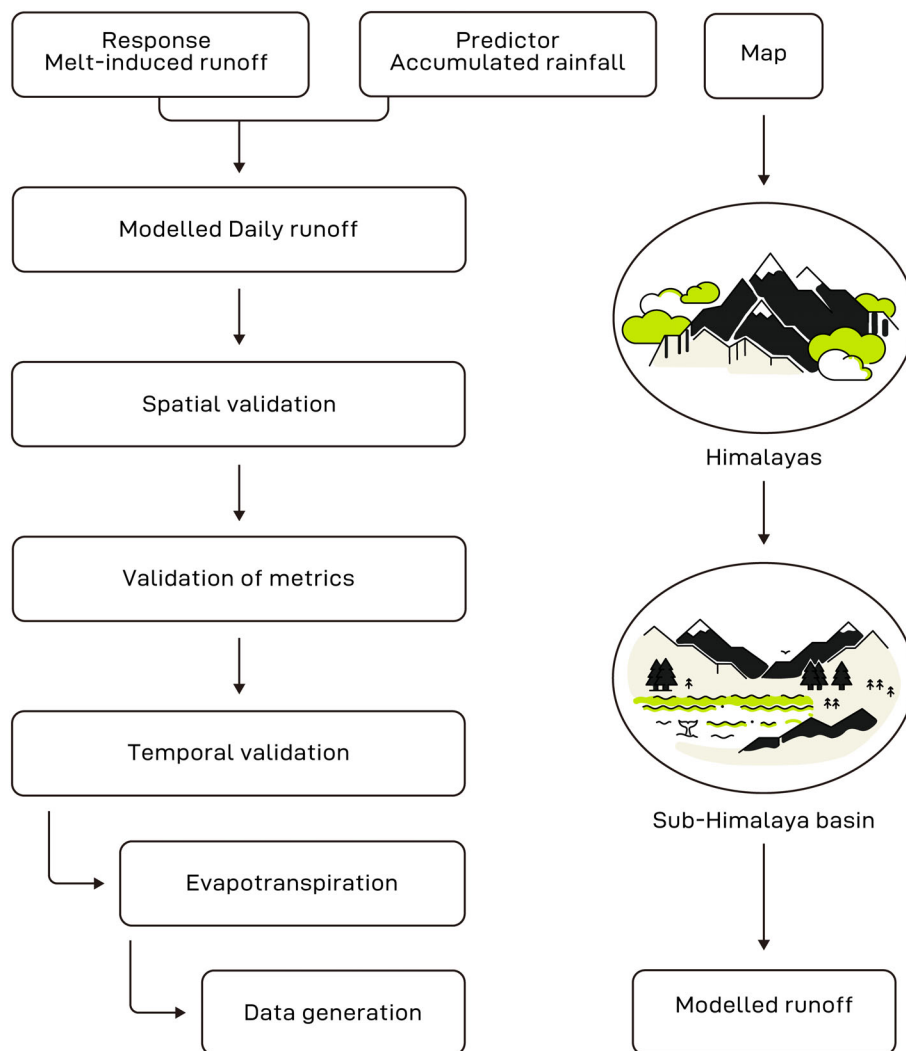 Response
Melt-induced runoff
Predictor
Accumulated rainfall
Map
Modelled Daily runoff
Spatial validation
Validation of metrics
Temporal validation
Evapotranspiration
Data generation
Himalayas
Sub-Himalaya basin
Modelled runoff